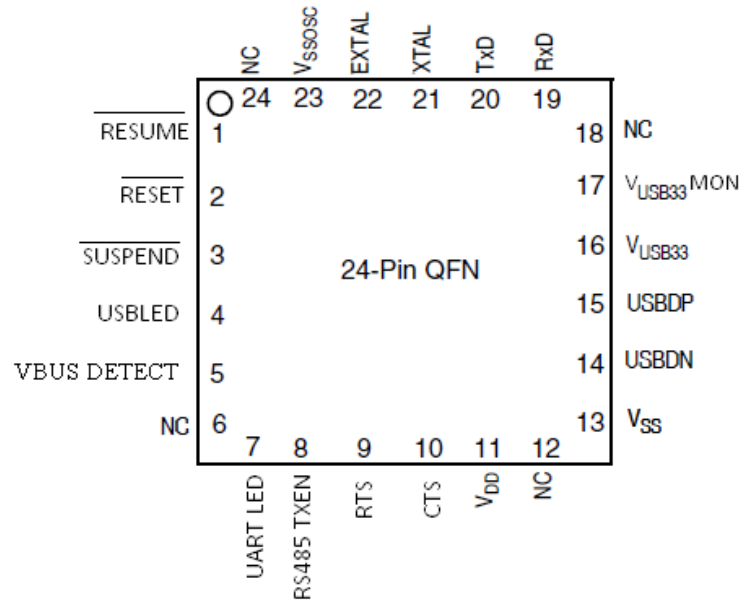 NC
VSSOSC
EXTAL
XTAL
TxD
RxD
24
23
22
21
20
19
RESUME
1
RESET
2
SUSPEND
3
USBLED
4
VBUS DETECT
5
NC
6
24-Pin QFN
18
NC
17
VUSB33MON
16
VUSB33
15
USBDP
14
USBDN
13
VSS
7
8
9
10
11
12
UART LED
RS485 TXEN
RTS
CTS
VDD
NC